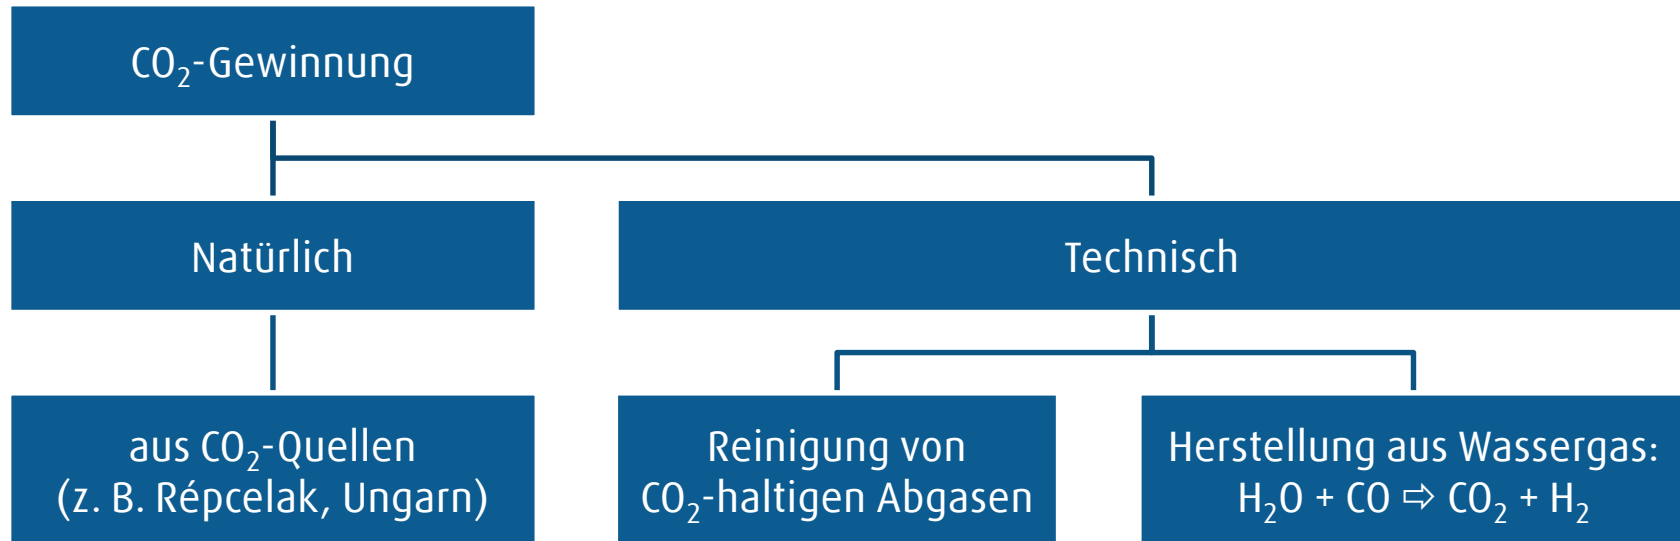 CO₂-Gewinnung
Natürlich
Technisch
aus CO₂-Quellen
(z. B. Répcelak, Ungarn)
Reinigung von
CO₂-haltigen Abgasen
Herstellung aus Wassergas:
H₂O + CO ⇨ CO₂ + H₂